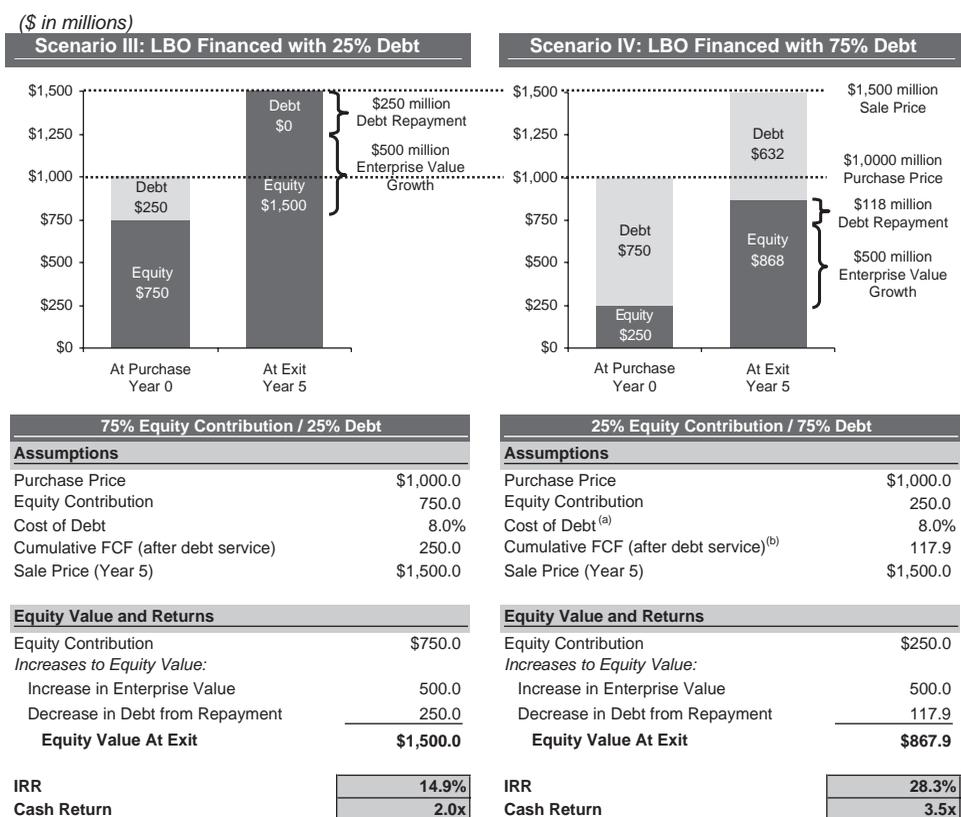 ($ in millions)
Scenario III: LBO Financed with 25% Debt
$1,500
$1,250
$1,000
$750
$500
$250
$0
Debt
$250
Equity
$750
Debt
$0
Equity
$1,500
$250 million
Debt Repayment
$500 million
Enterprise Value
Growth
At Purchase
Year 0
At Exit
Year 5
Scenario IV: LBO Financed with 75% Debt
$1,500
$1,250
$1,000
$750
$500
$250
$0
Debt
$750
Equity
$250
Debt
$632
Equity
$868
$1,500 million
Sale Price
$1,0000 million
Purchase Price
$118 million
Debt Repayment
$500 million
Enterprise Value
Growth
At Purchase
Year 0
At Exit
Year 5
75% Equity Contribution / 25% Debt
Assumptions
Purchase Price $1,000.0
Equity Contribution 750.0
Cost of Debt 8.0%
Cumulative FCF (after debt service) 250.0
Sale Price (Year 5) $1,500.0
Equity Value and Returns
Equity Contribution $750.0
Increases to Equity Value:
Increase in Enterprise Value 500.0
Decrease in Debt from Repayment 250.0
Equity Value At Exit $1,500.0
IRR 14.9%
Cash Return 2.0x
25% Equity Contribution / 75% Debt
Assumptions
Purchase Price $1,000.0
Equity Contribution 250.0
Cost of Debt (a) 8.0%
Cumulative FCF (after debt service)(b) 117.9
Sale Price (Year 5) $1,500.0
Equity Value and Returns
Equity Contribution $250.0
Increases to Equity Value:
Increase in Enterprise Value 500.0
Decrease in Debt from Repayment 117.9
Equity Value At Exit $867.9
IRR 28.3%
Cash Return 3.5x